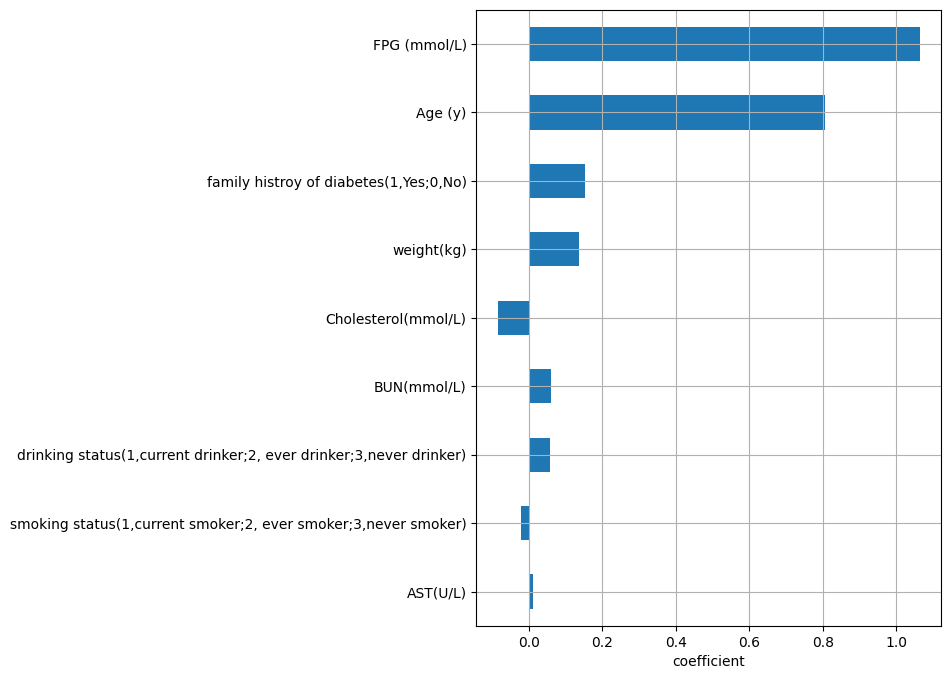 FPG (mmol/L)
Age (y)
family histroy of diabetes(1,Yes;0,No)
weight(kg)
Cholesterol(mmol/L)
BUN(mmol/L)
drinking status(1,current drinker;2, ever drinker;3,never drinker)
smoking status(1,current smoker;2, ever smoker;3,never smoker)
AST(U/L)
0.0 0.2 0.4 0.6 0.8 1.0
coefficient